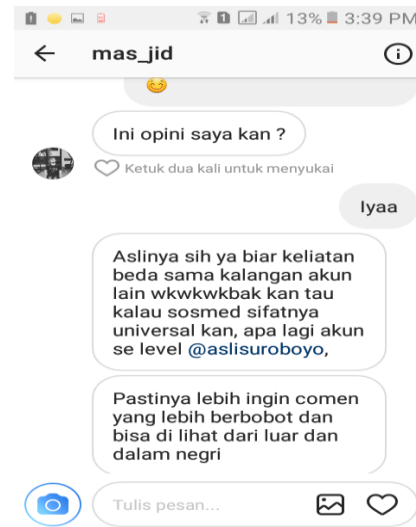 13% 3:39 PM
mas_jid
Ini opini saya kan ?
Ketuk dua kali untuk menyukai
Iyaa
Aslinya sih ya biar keliatan
beda sama kalangan akun
lain wkwkwkbak kan tau
kalau sosmed sifatnya
universal kan, apa lagi akun
se level @aslisuroboyo,
Pastinya lebih ingin comen
yang lebih berbobot dan
bisa di lihat dari luar dan
dalam negri
Tulis pesan...